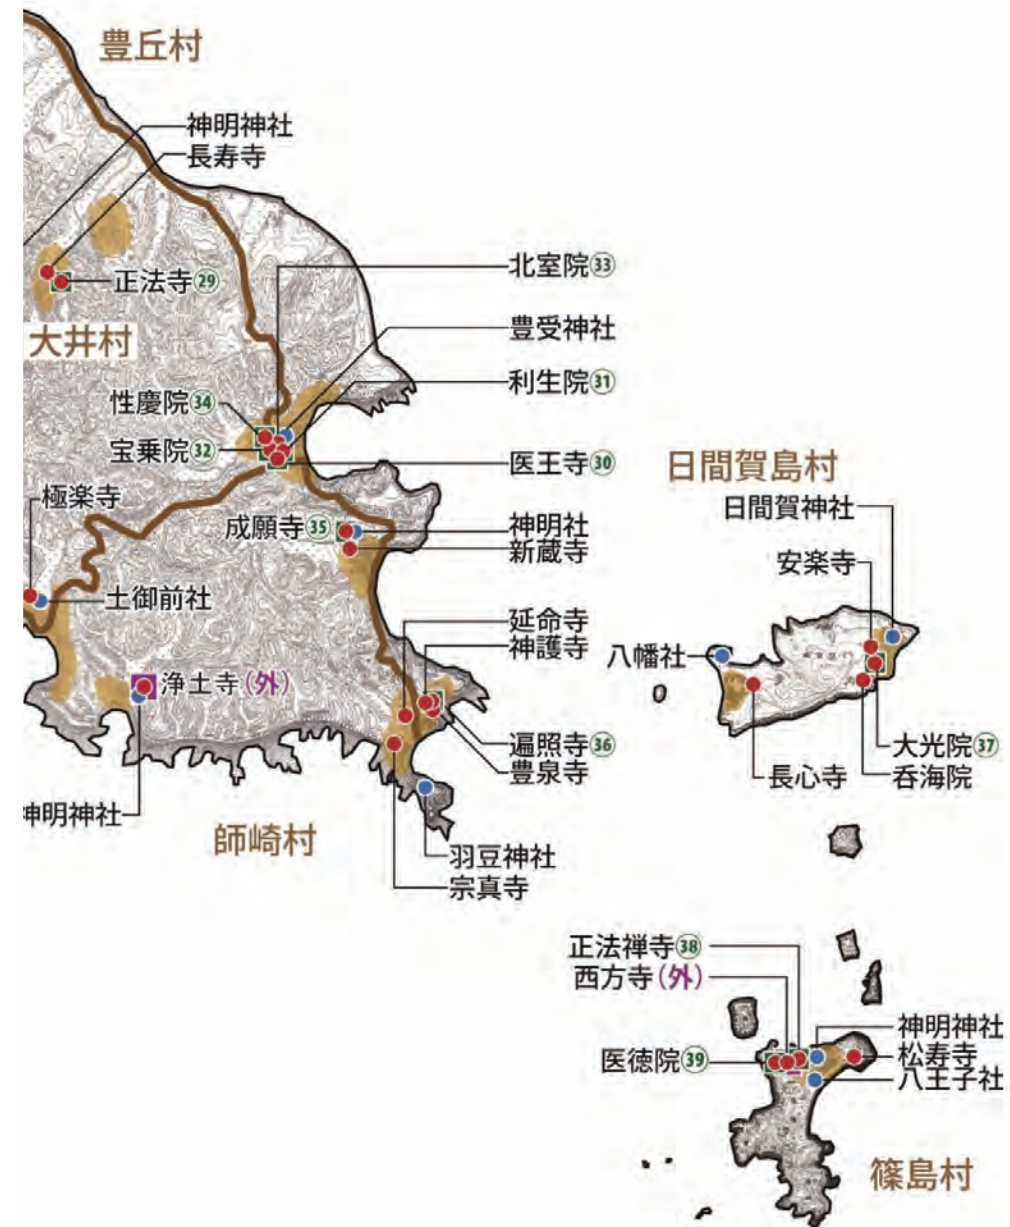 豊丘村
神明神社
長寿寺
正法寺㉙
大井村
北室院㉝
豊受神社
利生院㉛
性慶院㉞
宝乗院㉜
医王寺㉚
極楽寺
成願寺㉟
神明社
新蔵寺
土御前社
延命寺
神護寺
浄土寺(外)
遍照寺㊱
豊泉寺
神明神社
師崎村
羽豆神社
宗真寺
日間賀島村
日間賀神社
安楽寺
八幡社
大光院㊲
長心寺
呑海院
正法禅寺㊳
西方寺(外)
神明神社
医徳院㊴
松寿寺
八王子社
篠島村